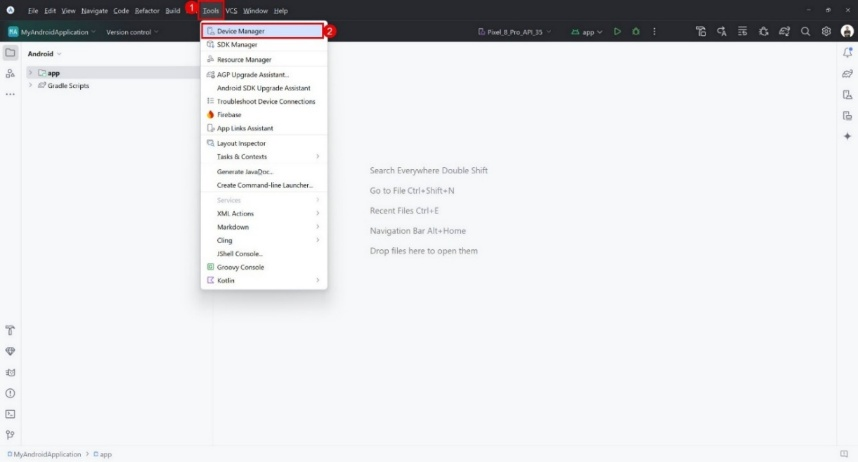 File Edit View Navigate Code Refactor Build 1 Tools VCS Window Help
MA MyAndroidApplication Version control Pixel_8_Pro_API_35 app
Android
app
Gradle Scripts
Device Manager 2
SDK Manager
Resource Manager
AGP Upgrade Assistant...
Android SDK Upgrade Assistant
Troubleshoot Device Connections
Firebase
App Links Assistant
Layout Inspector
Tasks & Contexts
Generate JavaDoc...
Create Command-line Launcher...
Services
XML Actions
Markdown
Cling
JShell Console...
Groovy Console
Kotlin
Search Everywhere Double Shift
Go to File Ctrl+Shift+N
Recent Files Ctrl+E
Navigation Bar Alt+Home
Drop files here to open them
MyAndroidApplication > app